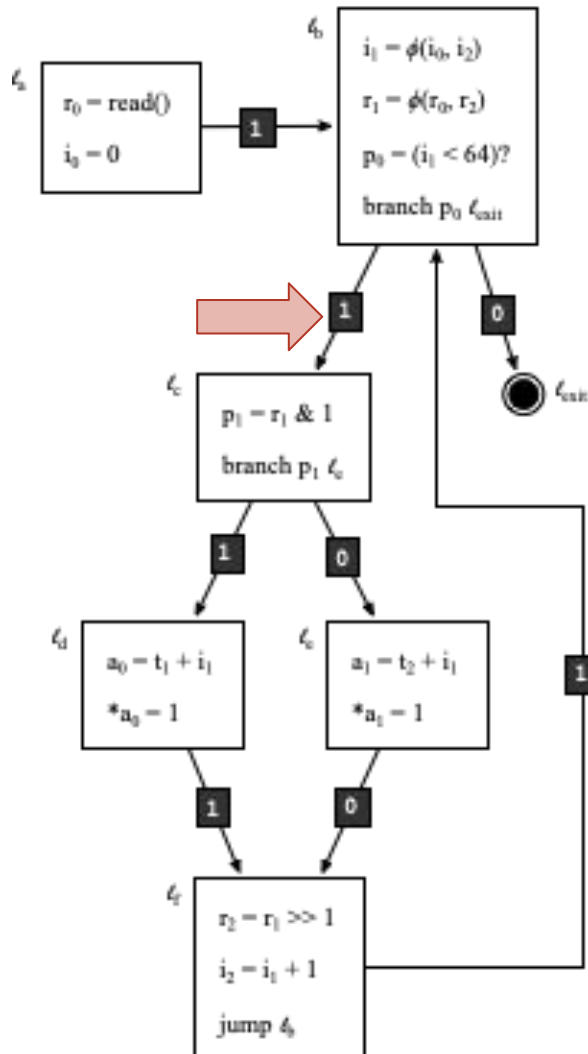 ℓb
i₁ = ϕ(i₀, i₂)
r₁ = ϕ(r₀, r₂)
p₀ = (i₁ < 64)?
branch p₀ ℓexit
ℓa
r₀ = read()
i₀ = 0
1
1
0
ℓexit
ℓc
p₁ = r₁ & 1
branch p₁ ℓe
1
0
ℓd
a₀ = t₁ + i₁
*a₀ = 1
ℓe
a₁ = t₂ + i₁
*a₁ = 1
1
1
0
ℓf
r₂ = r₁ >> 1
i₂ = i₁ + 1
jump ℓb